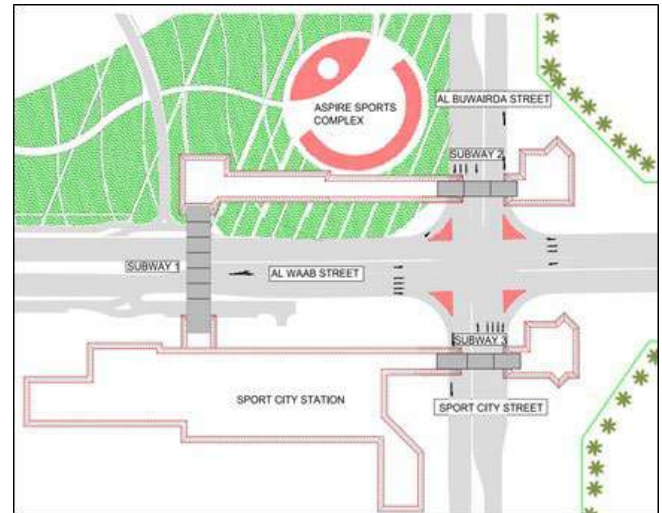 ASPIRE SPORTS
COMPLEX
AL BUWAIRDA STREET
SUBWAY 2
SUBWAY 1
AL WAAB STREET
SUBWAY 3
SPORT CITY STATION
SPORT CITY STREET